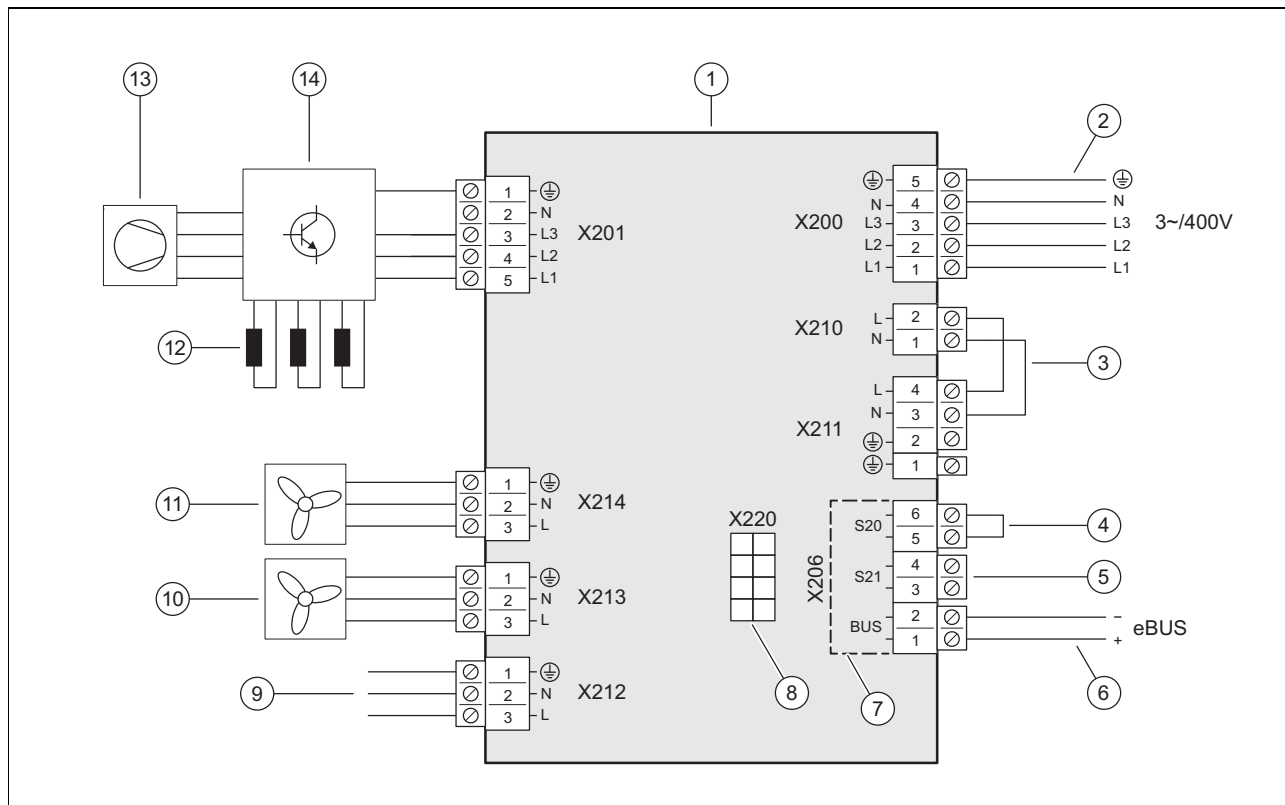 13
14
1
2
X201
1
2 N
3 L3
4 L2
5 L1
X200
5
N 4 N
L3 3 L3
L2 2 L2
L1 1 L1
3~/400V
12
X210
L 2
N 1
3
X211
L 4
N 3
2
1
11
X214
1
2 N
3 L
10
X213
1
2 N
3 L
9
X212
1
2 N
3 L
X220
8
X206
S20
6
5
4
S21
4
3
5
BUS
2 –
1 +
eBUS
7
6